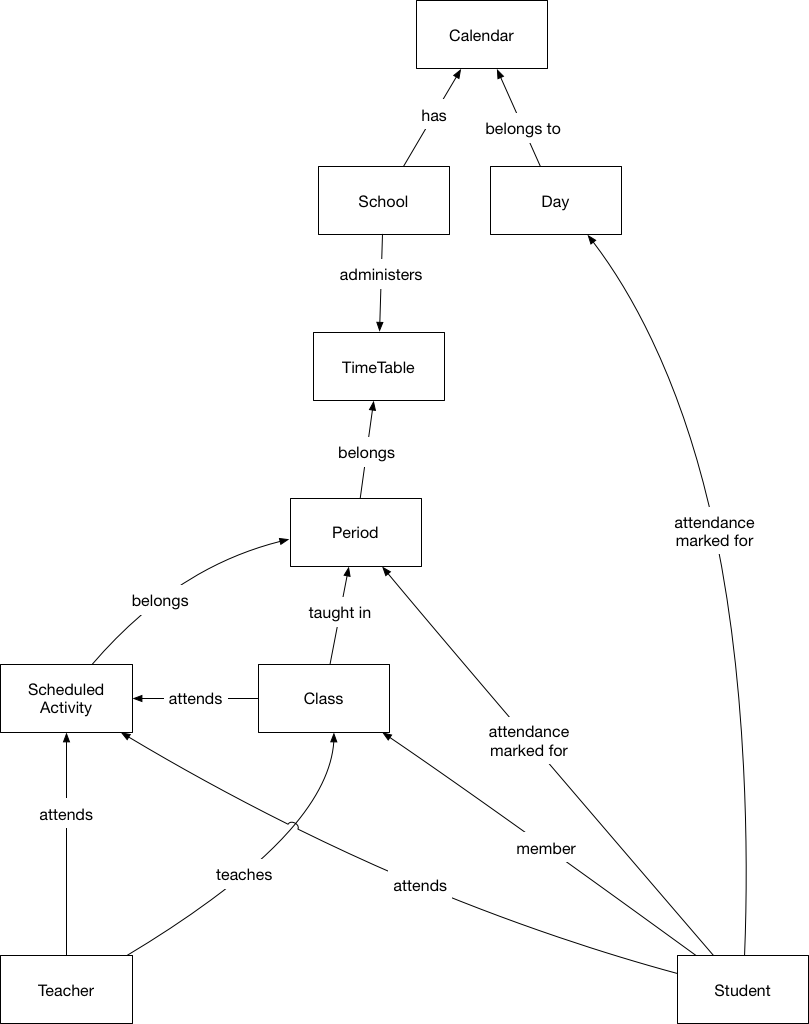 Calendar
has
belongs to
School
Day
administers
TimeTable
belongs
Period
attendance
marked for
belongs
taught in
Scheduled
Activity
attends
Class
attendance
marked for
attends
member
teaches
attends
Teacher
Student